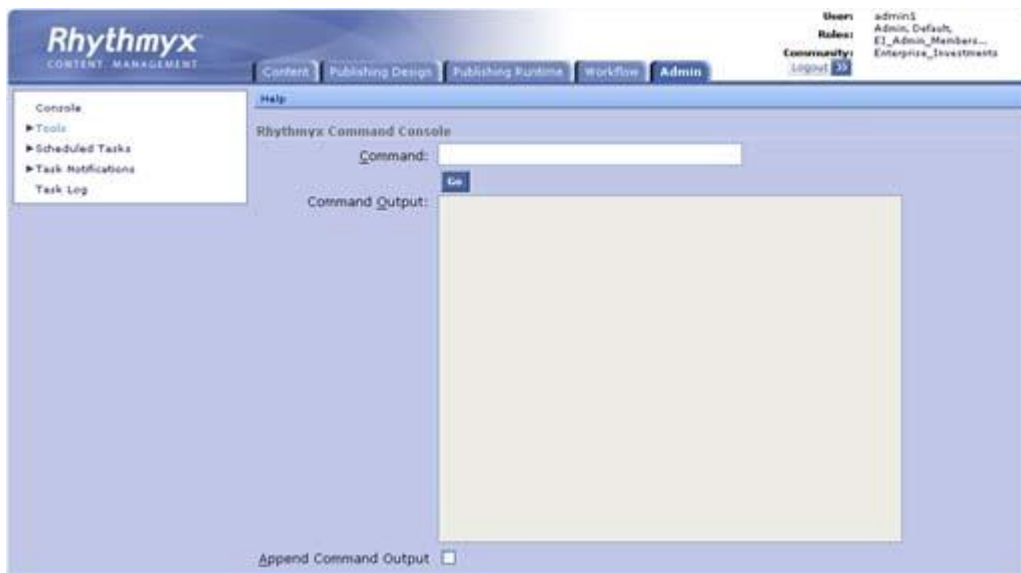 Rhythmyx
CONTENT MANAGEMENT
User: admin1
Roles: Admin, Default, EI_Admin_Members...
Community: Enterprise_Investments
Logout
Content Publishing Design Publishing Runtime Workflow Admin
Help
Console
Tools
Scheduled Tasks
Task Notifications
Task Log
Rhythmyx Command Console
Command:
Go
Command Output:
Append Command Output